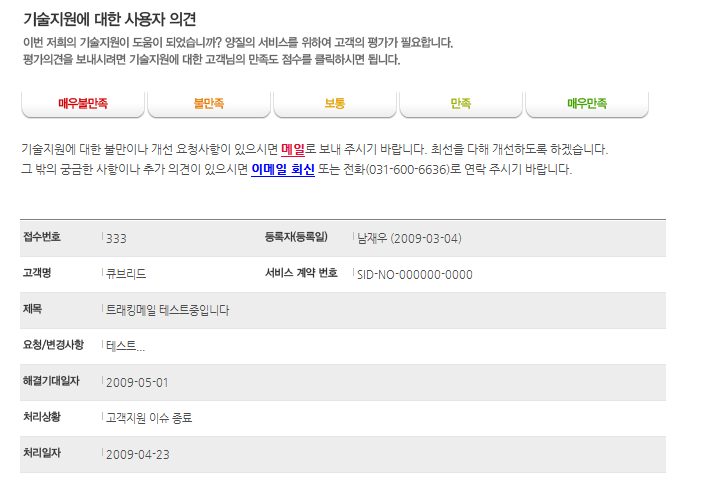 기술지원에 대한 사용자 의견
이번 저희의 기술지원이 도움이 되었습니까? 양질의 서비스를 위하여 고객의 평가가 필요합니다.
평가의견을 보내시려면 기술지원에 대한 고객님의 만족도 점수를 클릭하시면 됩니다.
매우불만족 불만족 보통 만족 매우만족
기술지원에 대한 불만이나 개선 요청사항이 있으시면 메일로 보내 주시기 바랍니다. 최선을 다해 개선하도록 하겠습니다.
그 밖의 궁금한 사항이나 추가 의견이 있으시면 이메일 회신 또는 전화(031-600-6636)로 연락 주시기 바랍니다.
접수번호 333 등록자(등록일) 남재우 (2009-03-04)
고객명 큐브리드 서비스 계약 번호 SID-NO-000000-0000
제목 트래킹메일 테스트중입니다
요청/변경사항 테스트...
해결기대일자 2009-05-01
처리상황 고객지원 이슈 종료
처리일자 2009-04-23